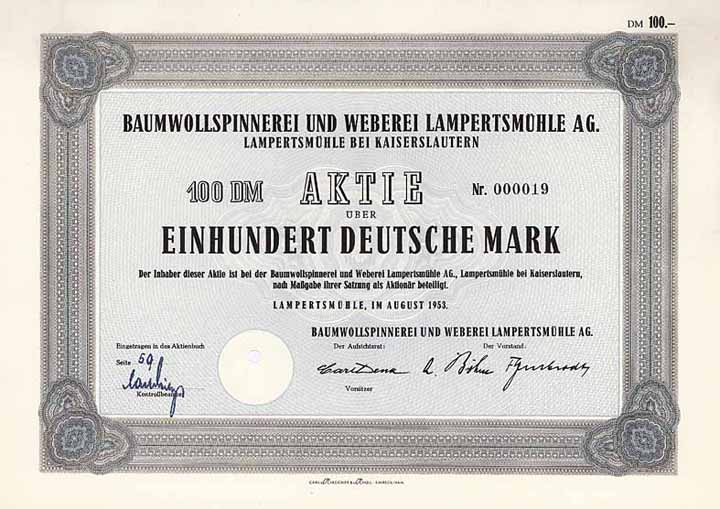 DM 100.—
BAUMWOLLSPINNEREI UND WEBEREI LAMPERTSMÜHLE AG.
LAMPERTSMÜHLE BEI KAISERSLAUTERN
100 DM AKTIE Nr. 000019
ÜBER
EINHUNDERT DEUTSCHE MARK
Der Inhaber dieser Aktie ist bei der Baumwollspinnerei und Weberei Lampertsmühle AG., Lampertsmühle bei Kaiserslautern,
nach Maßgabe ihrer Satzung als Aktionär beteiligt.
LAMPERTSMÜHLE, IM AUGUST 1953.
BAUMWOLLSPINNEREI UND WEBEREI LAMPERTSMÜHLE AG.
Eingetragen in des Aktienbuch
Der Aufsichtsrat:
Der Vorstand:
Seite 59
Kontrollbeamter
Vorsitzer